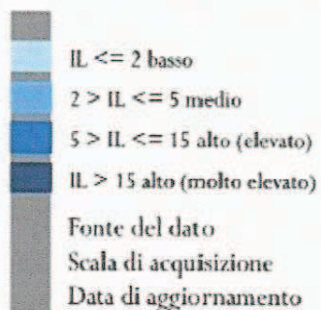 IL <= 2 basso
2 > IL <= 5 medio
5 > IL <= 15 alto (elevato)
IL > 15 alto (molto elevato)
Fonte del dato
Scala di acquisizione
Data di aggiornamento